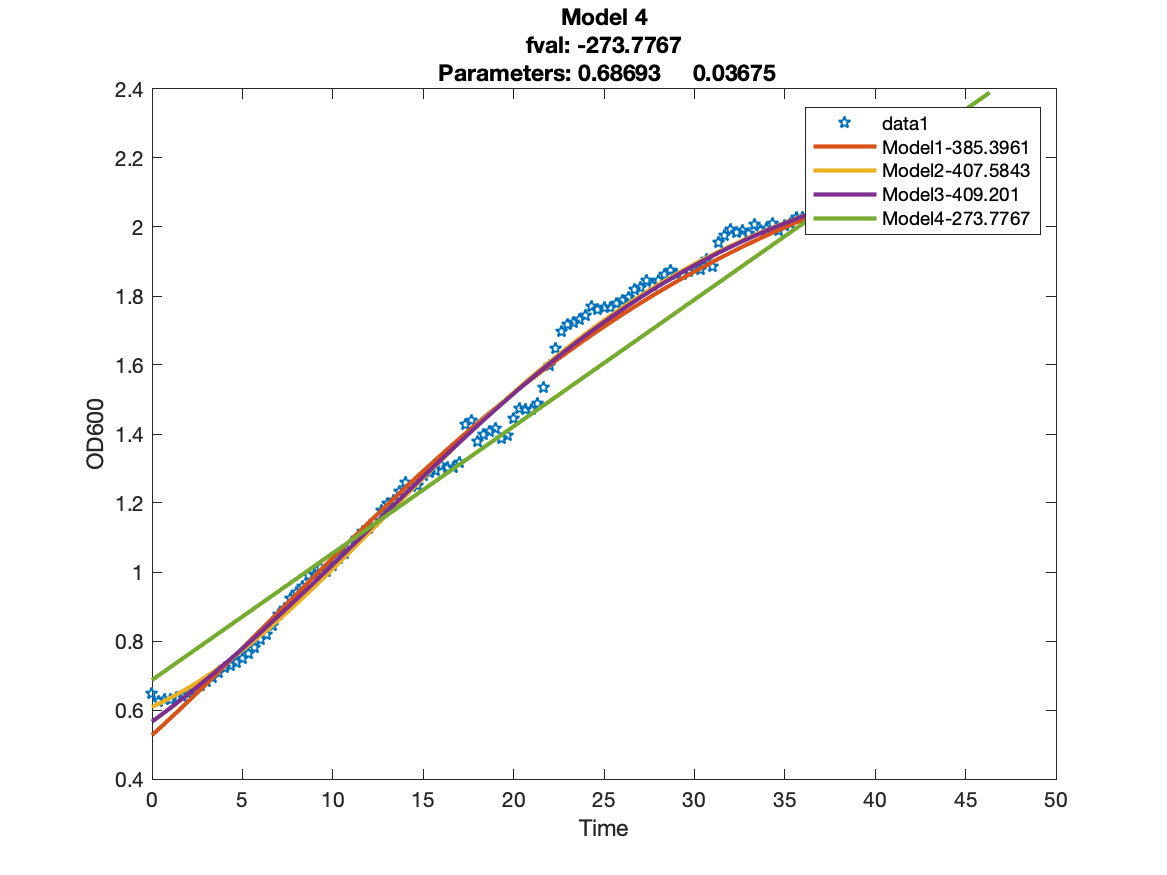 Model 4
fval: -273.7767
Parameters: 0.68693 0.03675
2.4
2.2
2
1.8
1.6
1.4
1.2
1
0.8
0.6
0.4
OD600
data1
Model1-385.3961
Model2-407.5843
Model3-409.201
Model4-273.7767
0 5 10 15 20 25 30 35 40 45 50
Time